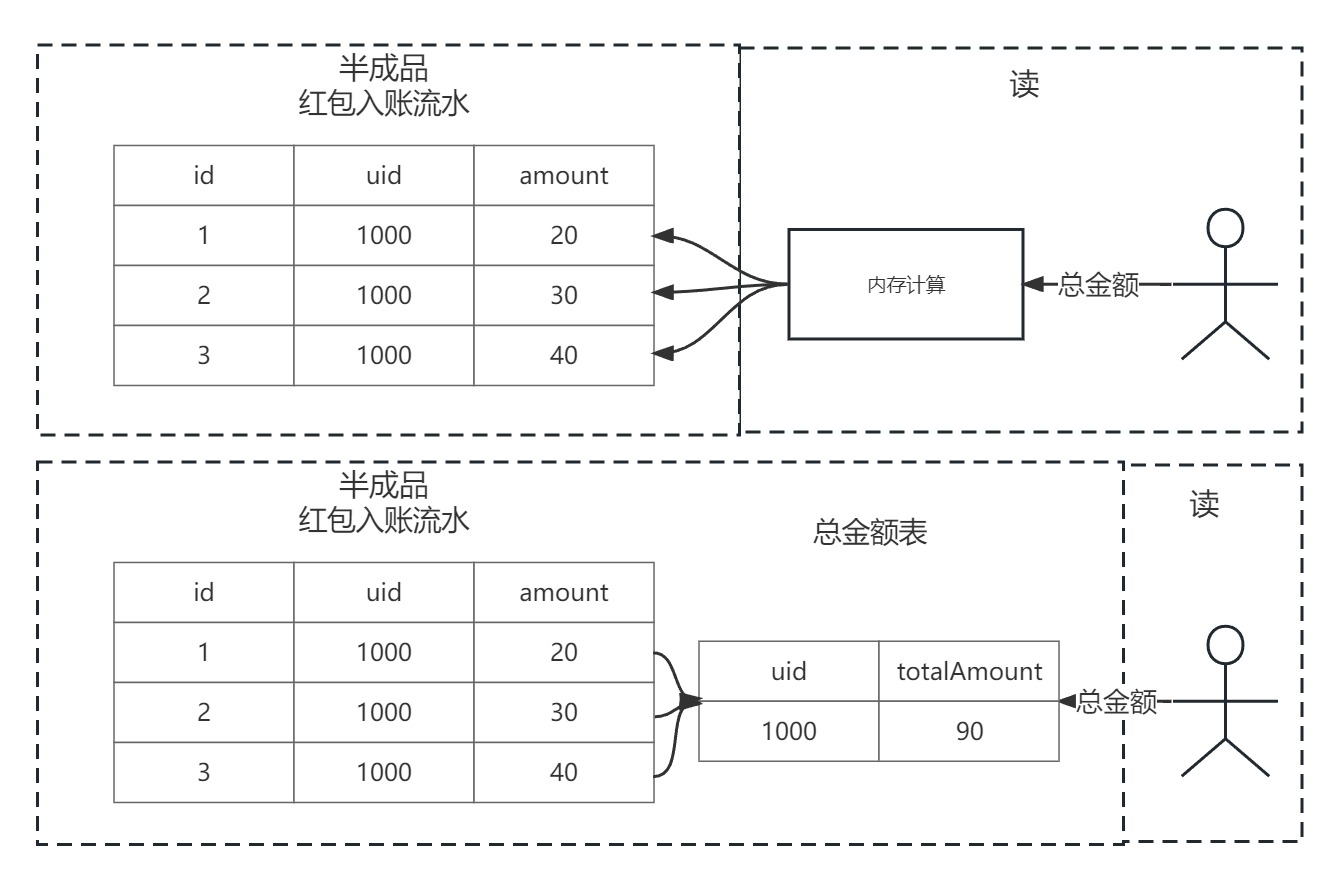 半成品
红包入账流水
读
id uid amount
1 1000 20
2 1000 30
3 1000 40
内存计算
总金额
半成品
红包入账流水
总金额表
读
id uid amount
1 1000 20
2 1000 30
3 1000 40
uid totalAmount
1000 90
总金额